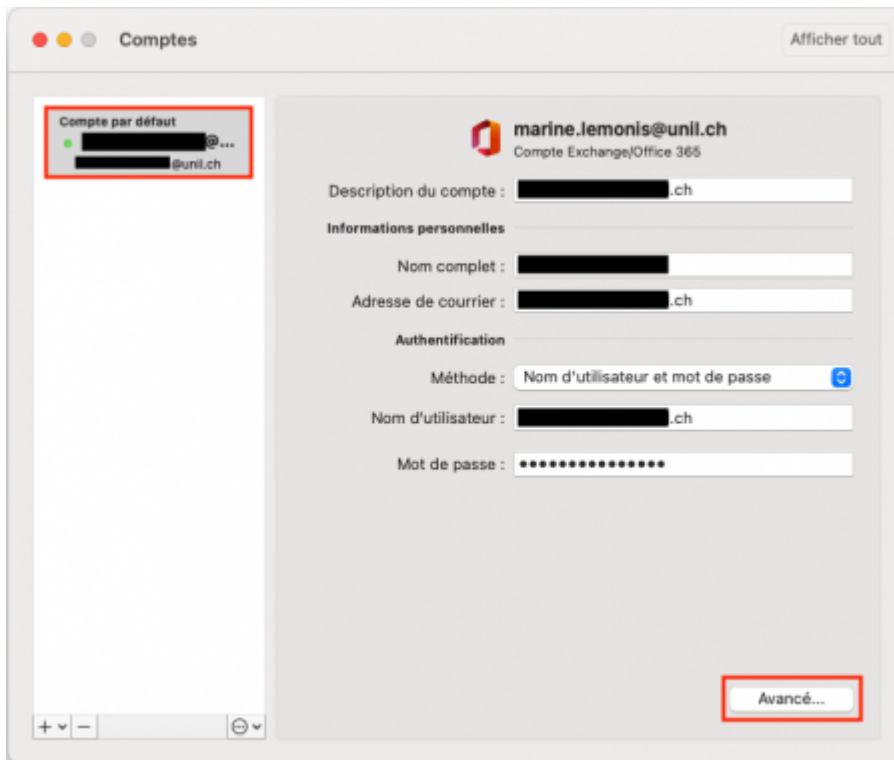 Comptes
Afficher tout
Compte par défaut
@...
@unil.ch
marine.lemonis@unil.ch
Compte Exchange/Office 365
Description du compte : .ch
Informations personnelles
Nom complet :
Adresse de courrier : .ch
Authentification
Méthode : Nom d'utilisateur et mot de passe
Nom d'utilisateur : .ch
Mot de passe : •••••••••••••••
Avancé...